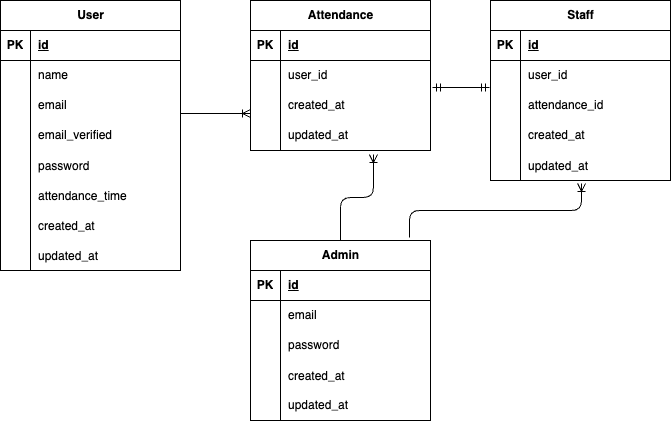 User
PK id
name
email
email_verified
password
attendance_time
created_at
updated_at
Attendance
PK id
user_id
created_at
updated_at
Staff
PK id
user_id
attendance_id
created_at
updated_at
Admin
PK id
email
password
created_at
updated_at